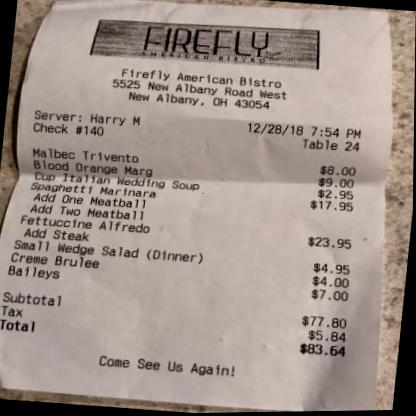 FIREFLY
AMERICAN BISTRO
Firefly American Bistro
5525 New Albany Road West
New Albany, OH 43054
Server: Harry M 12/28/18 7:54 PM
Check #140 Table 24
Malbec Trivento $8.00
Blood Orange Marg $9.00
Cup Italian Wedding Soup $2.95
Spaghetti Marinara $17.95
Add One Meatball
Add Two Meatball
Fettuccine Alfredo $23.95
Add Steak
Small Wedge Salad (Dinner) $4.95
Creme Brulee $4.00
Baileys $7.00
Subtotal $77.80
Tax $5.84
Total $83.64
Come See Us Again!